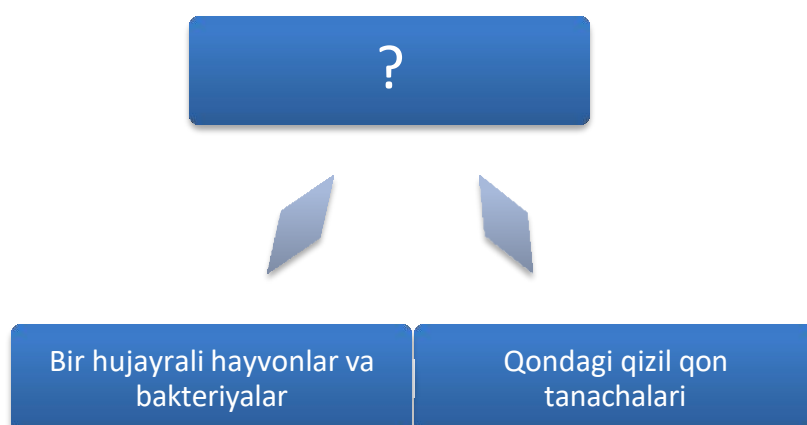 ?
Bir hujayrali hayvonlar va
bakteriyalar
Qondagi qizil qon
tanachalari